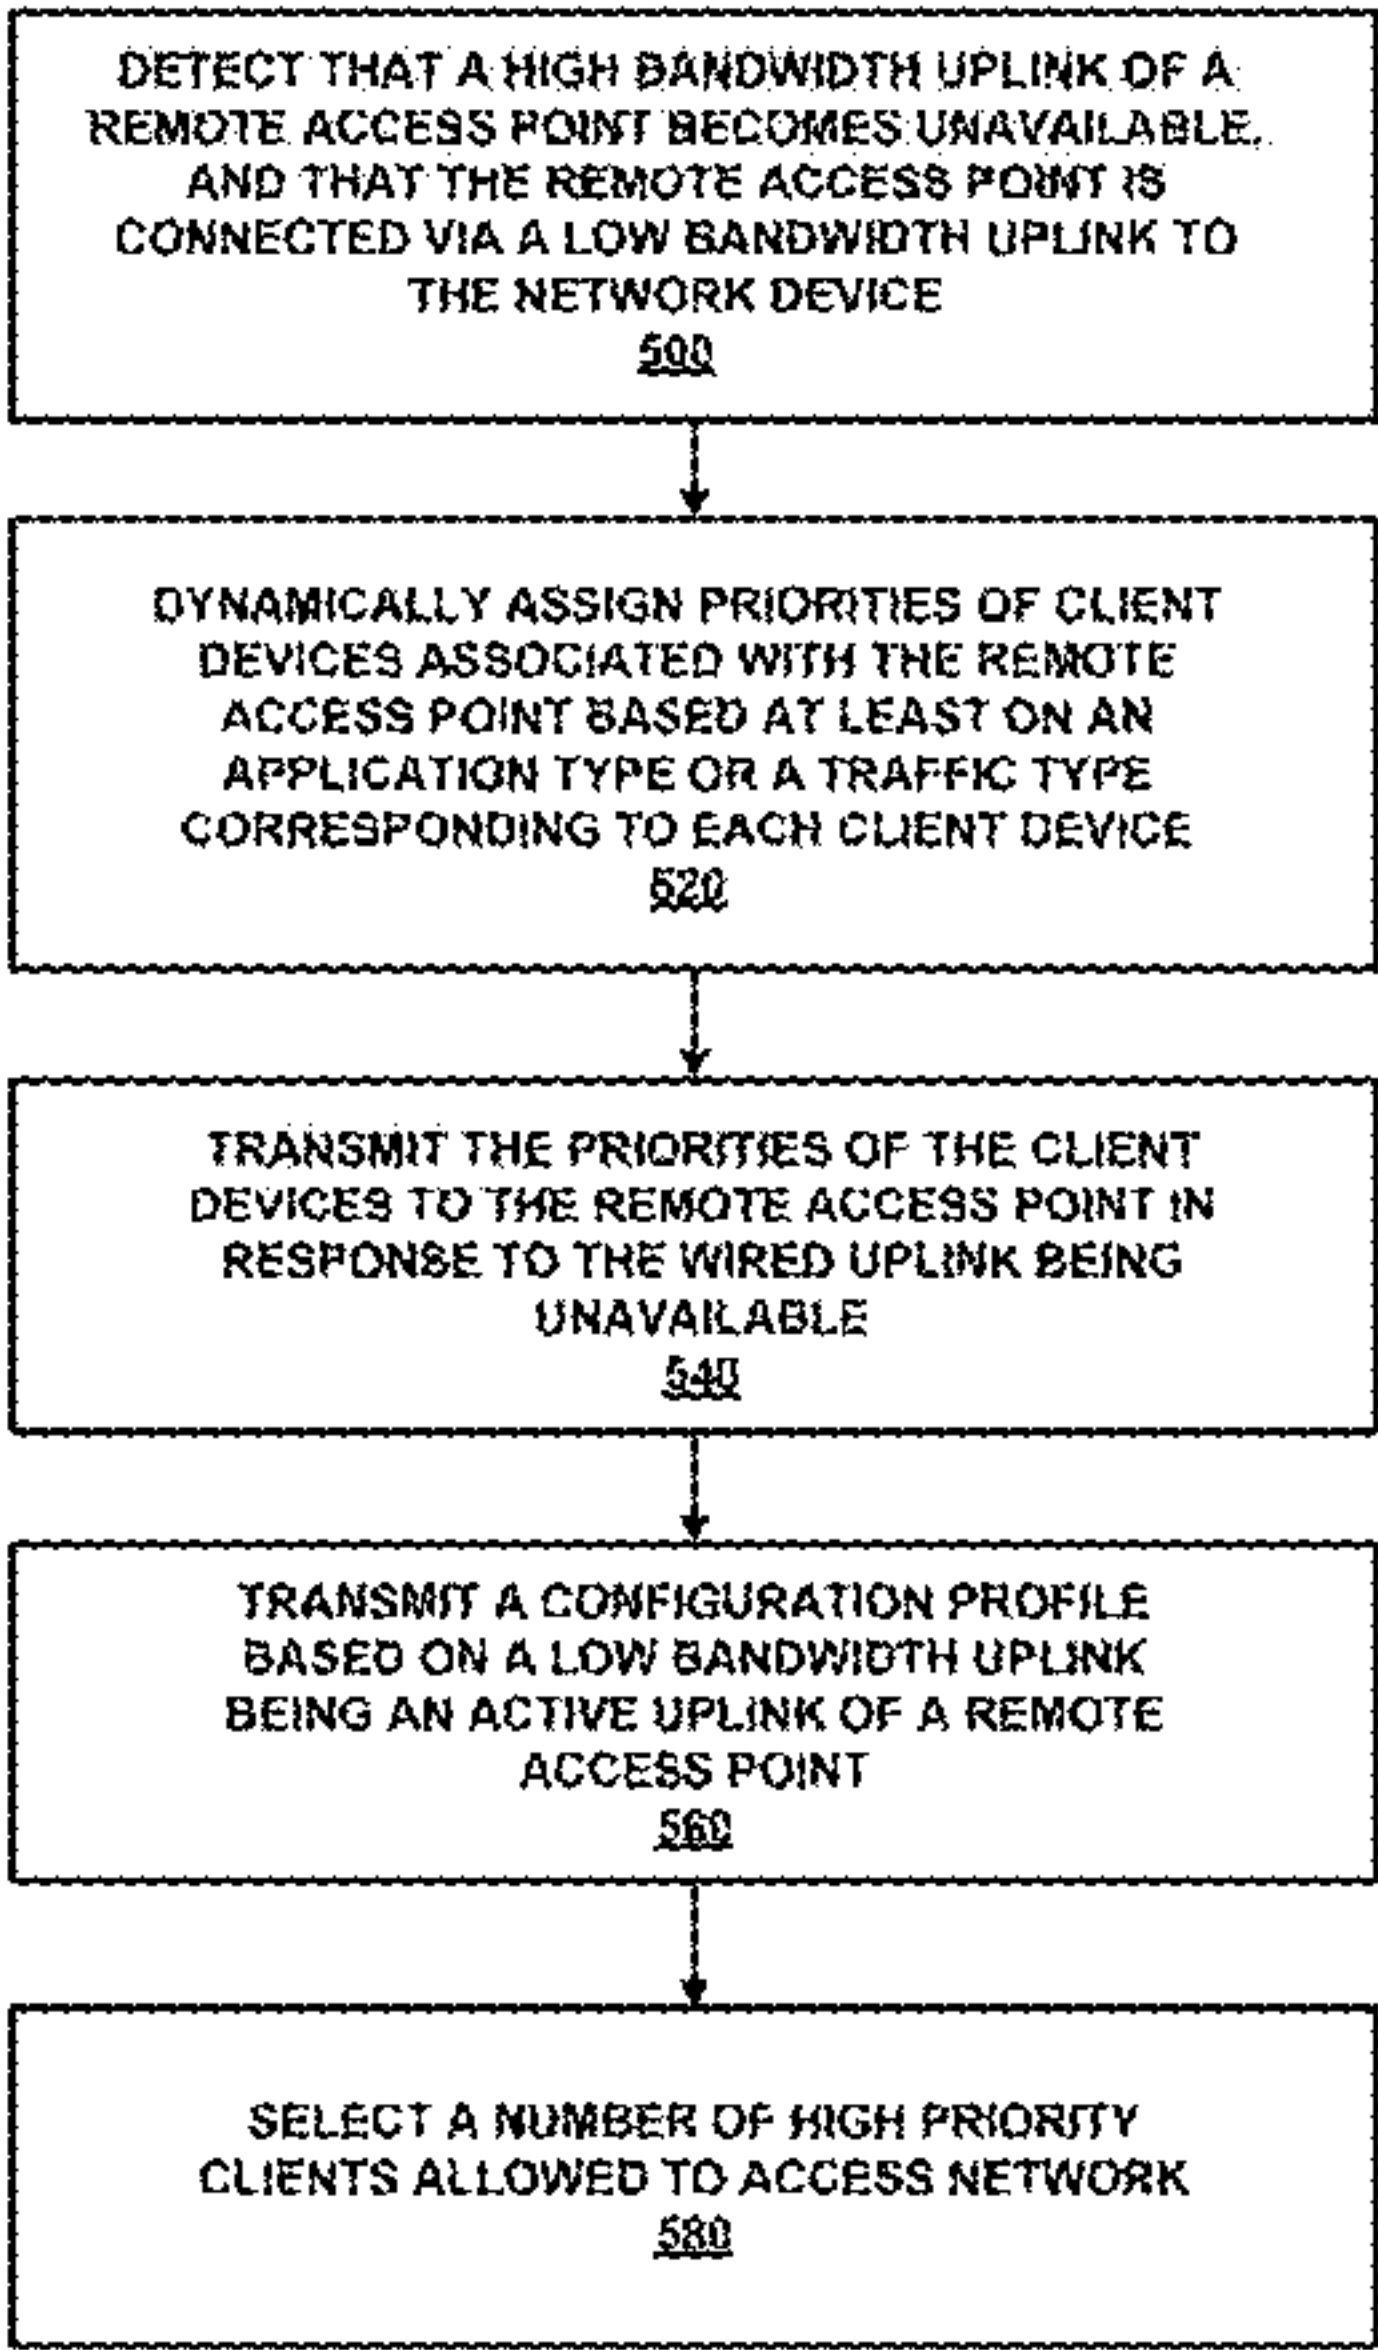 DETECT THAT A HIGH BANDWIDTH UPLINK OF A
REMOTE ACCESS POINT BECOMES UNAVAILABLE,
AND THAT THE REMOTE ACCESS POINT IS
CONNECTED VIA A LOW BANDWIDTH UPLINK TO
THE NETWORK DEVICE
500
DYNAMICALLY ASSIGN PRIORITIES OF CLIENT
DEVICES ASSOCIATED WITH THE REMOTE
ACCESS POINT BASED AT LEAST ON AN
APPLICATION TYPE OR A TRAFFIC TYPE
CORRESPONDING TO EACH CLIENT DEVICE
520
TRANSMIT THE PRIORITIES OF THE CLIENT
DEVICES TO THE REMOTE ACCESS POINT IN
RESPONSE TO THE WIRED UPLINK BEING
UNAVAILABLE
540
TRANSMIT A CONFIGURATION PROFILE
BASED ON A LOW BANDWIDTH UPLINK
BEING AN ACTIVE UPLINK OF A REMOTE
ACCESS POINT
560
SELECT A NUMBER OF HIGH PRIORITY
CLIENTS ALLOWED TO ACCESS NETWORK
580